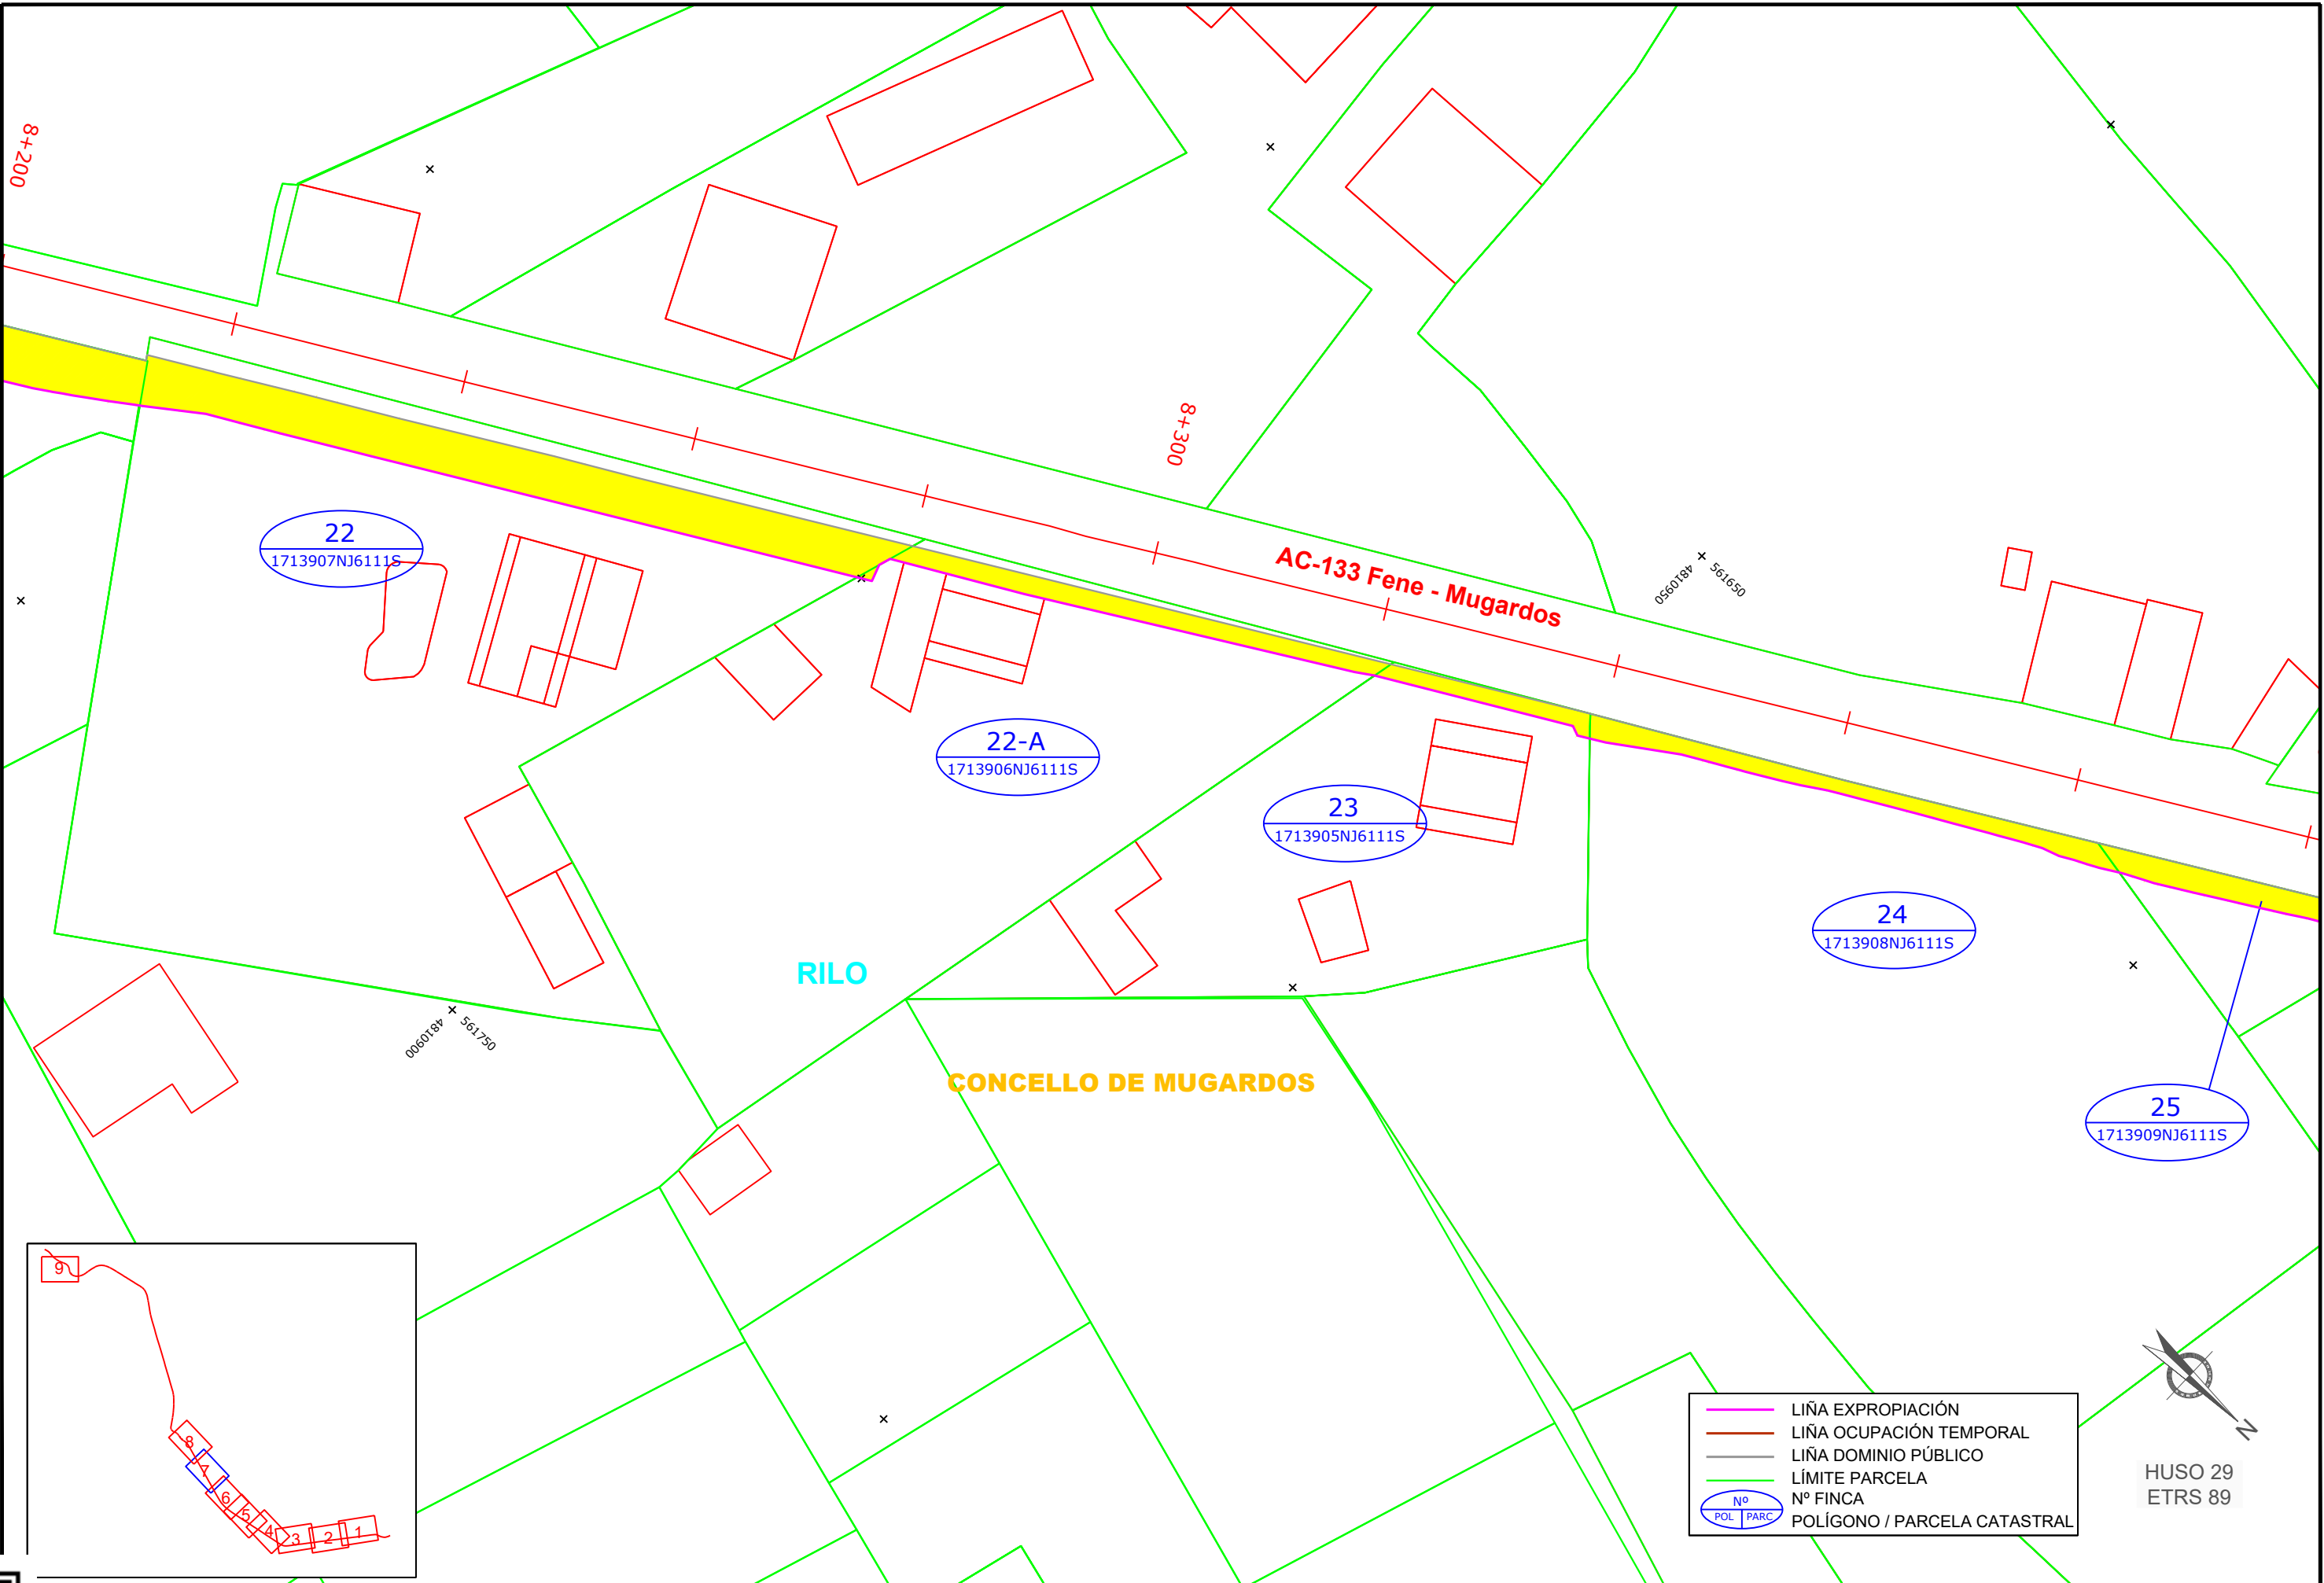 8+200
8+300
AC-133 Fene - Mugardos
4810950
561650
22
1713907NJ6111S
22-A
1713906NJ6111S
23
1713905NJ6111S
24
1713908NJ6111S
25
1713909NJ6111S
RILO
4810900
561750
CONCELLO DE MUGARDOS
9
8
7
6
5
4
3
2
1
LIÑA EXPROPIACIÓN
LIÑA OCUPACIÓN TEMPORAL
LIÑA DOMINIO PÚBLICO
LÍMITE PARCELA
Nº
POL PARC
Nº FINCA
POLÍGONO / PARCELA CATASTRAL
N
HUSO 29
ETRS 89